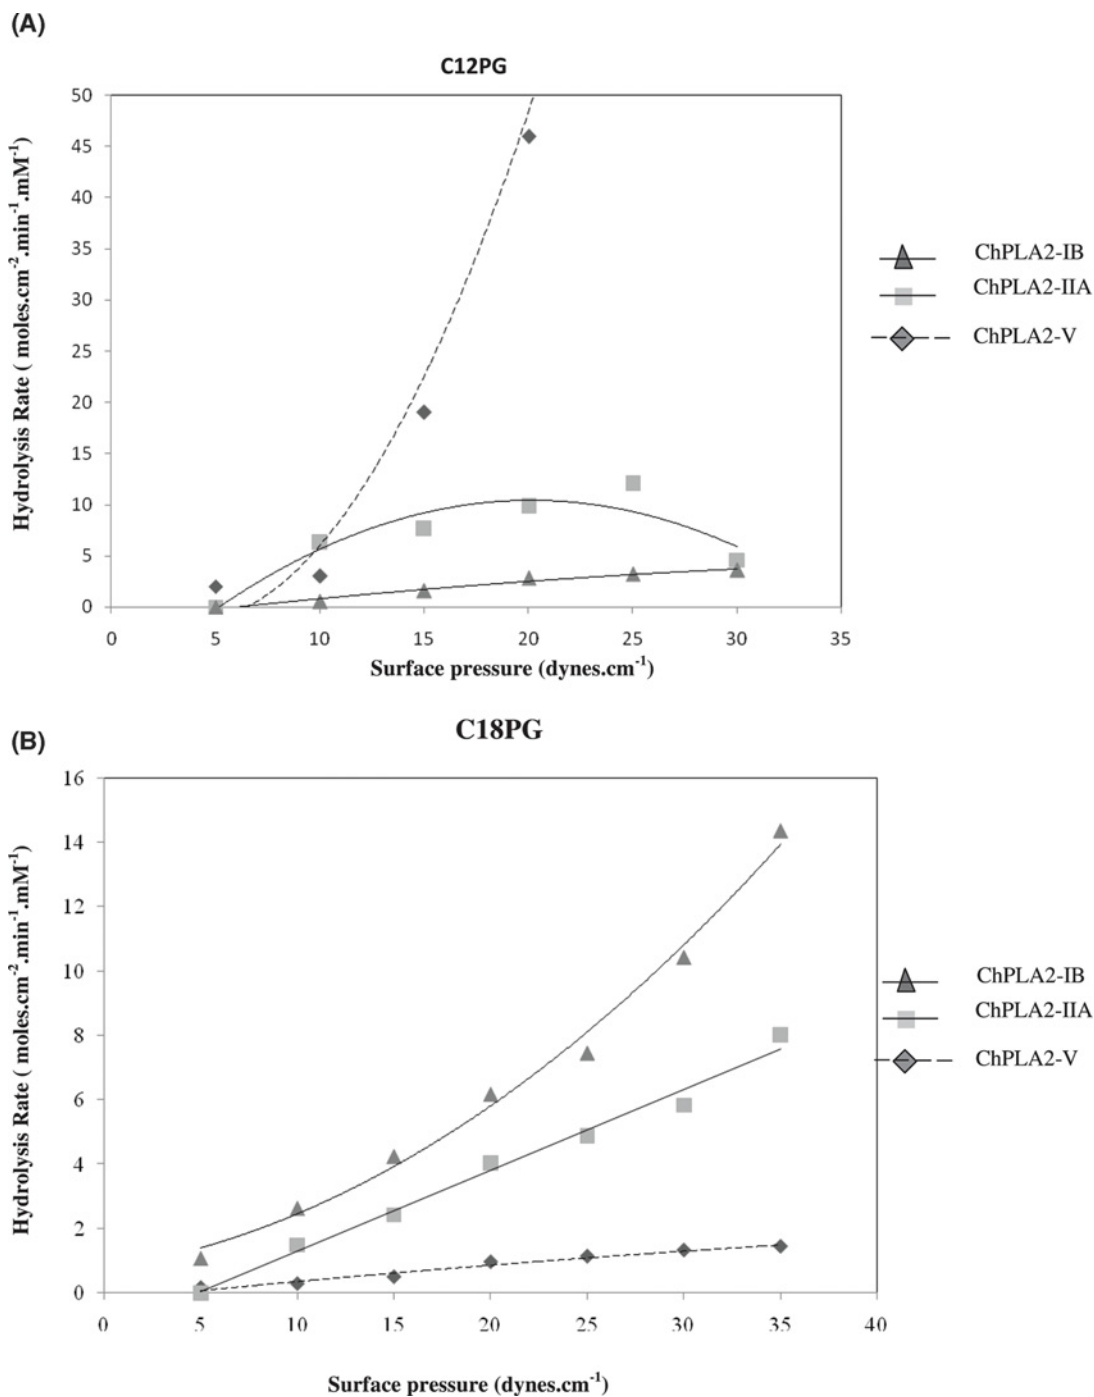 (A)
C12PG
Hydrolysis Rate ( moles.cm-2.min-1.mM-1)
50
45
40
35
30
25
20
15
10
5
0
0 5 10 15 20 25 30 35
Surface pressure (dynes.cm-1)
ChPLA2-IB
ChPLA2-IIA
ChPLA2-V
(B)
C18PG
Hydrolysis Rate ( moles.cm-2.min-1.mM-1)
16
14
12
10
8
6
4
2
0
0 5 10 15 20 25 30 35 40
Surface pressure (dynes.cm-1)
ChPLA2-IB
ChPLA2-IIA
ChPLA2-V